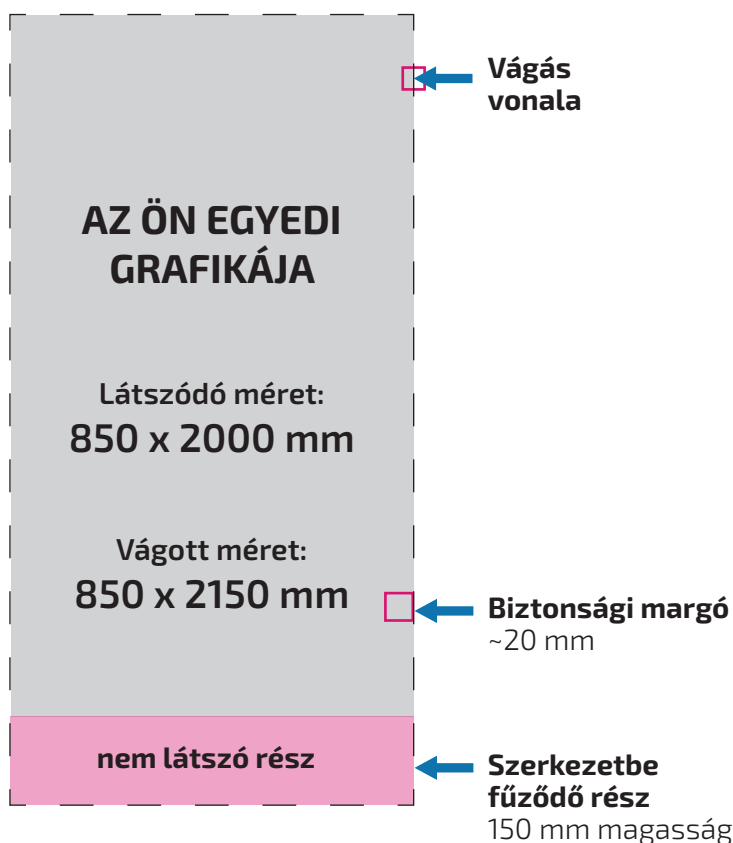 Vágás
vonala
AZ ÖN EGYEDI
GRAFIKÁJA
Látszódó méret:
850 x 2000 mm
Vágott méret:
850 x 2150 mm
Biztonsági margó
~20 mm
nem látszó rész
Szerkezetbe
fűződő rész
150 mm magasság